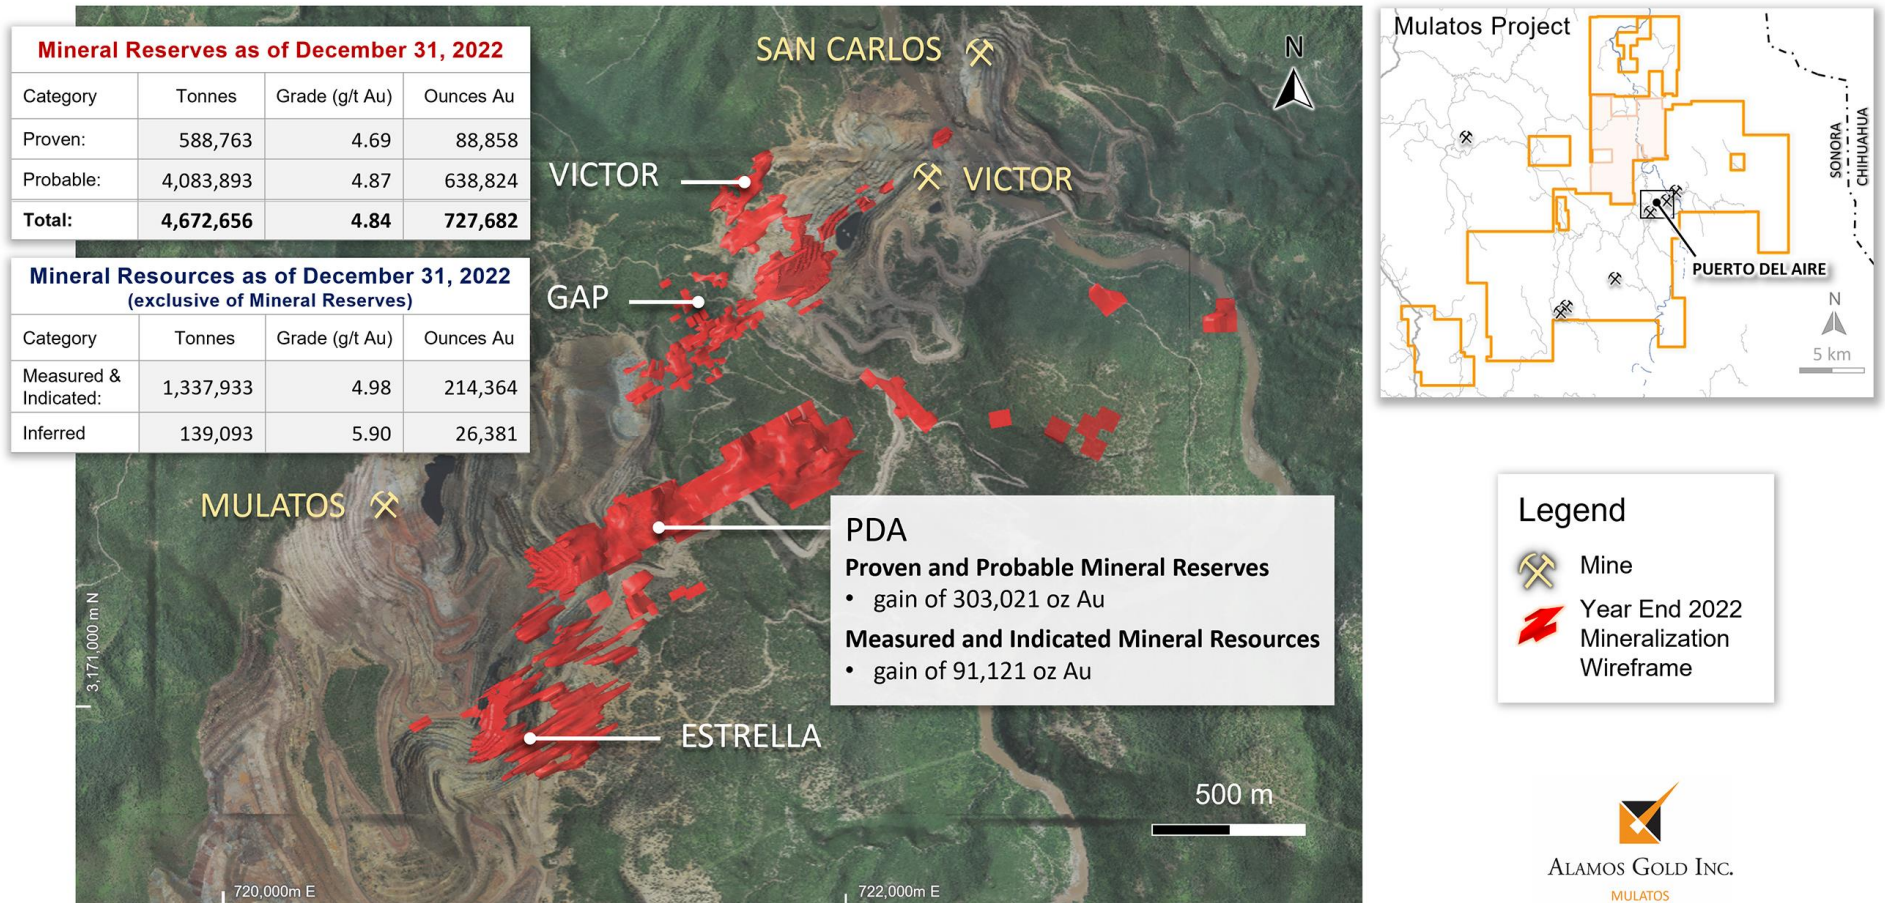 Mineral Reserves as of December 31, 2022
Category Tonnes Grade (g/t Au) Ounces Au
Proven: 588,763 4.69 88,858
Probable: 4,083,893 4.87 638,824
Total: 4,672,656 4.84 727,682
Mineral Resources as of December 31, 2022
(exclusive of Mineral Reserves)
Category Tonnes Grade (g/t Au) Ounces Au
Measured &
Indicated: 1,337,933 4.98 214,364
Inferred 139,093 5.90 26,381
SAN CARLOS
N
VICTOR
VICTOR
GAP
MULATOS
PDA
Proven and Probable Mineral Reserves
• gain of 303,021 oz Au
Measured and Indicated Mineral Resources
• gain of 91,121 oz Au
ESTRELLA
500 m
3,171,000 m N
720,000m E
722,000m E
Mulatos Project
SONORA
CHIHUAHUA
PUERTO DEL AIRE
N
5 km
Legend
Mine
Year End 2022
Mineralization
Wireframe
ALAMOS GOLD INC.
MULATOS